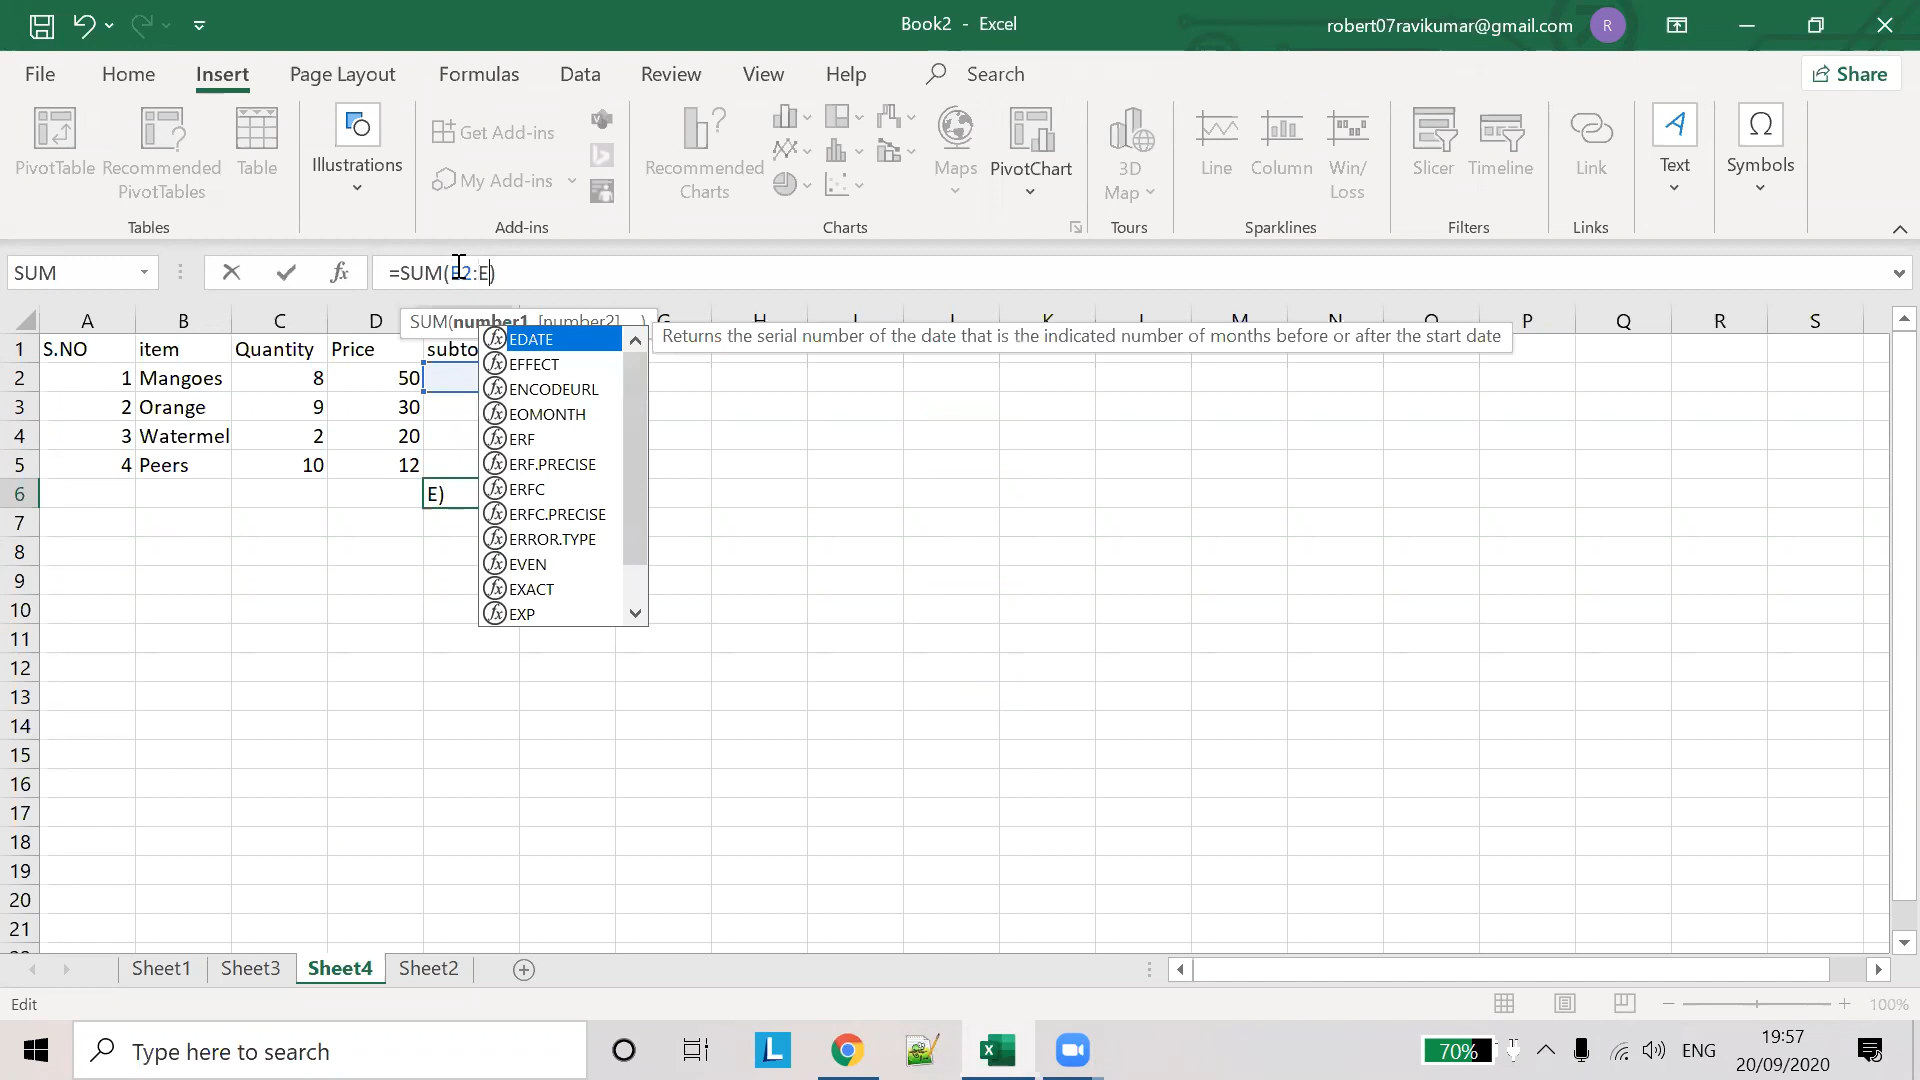 Book2 - Excel
robert07ravikumar@gmail.com
R
File Home Insert Page Layout Formulas Data Review View Help Search
Share
PivotTable
Recommended PivotTables
Table
Tables
Illustrations
Get Add-ins
My Add-ins
Add-ins
Recommended Charts
Maps
PivotChart
Charts
3D Map
Tours
Line
Column
Win/ Loss
Sparklines
Slicer
Timeline
Filters
Link
Links
Text
Symbols
SUM
fx
=SUM(E2:E)
SUM(number1, [number2], ...)
Returns the serial number of the date that is the indicated number of months before or after the start date
A B C D P Q R S
1 S.NO item Quantity Price subto
2 1 Mangoes 8 50
3 2 Orange 9 30
4 3 Watermel 2 20
5 4 Peers 10 12
6 E)
7
8
9
10
11
12
13
14
15
16
17
18
19
20
21
EDATE
EFFECT
ENCODEURL
EOMONTH
ERF
ERF.PRECISE
ERFC
ERFC.PRECISE
ERROR.TYPE
EVEN
EXACT
EXP
Sheet1 Sheet3 Sheet4 Sheet2
Edit
100%
Type here to search
L
70%
ENG
19:57
20/09/2020